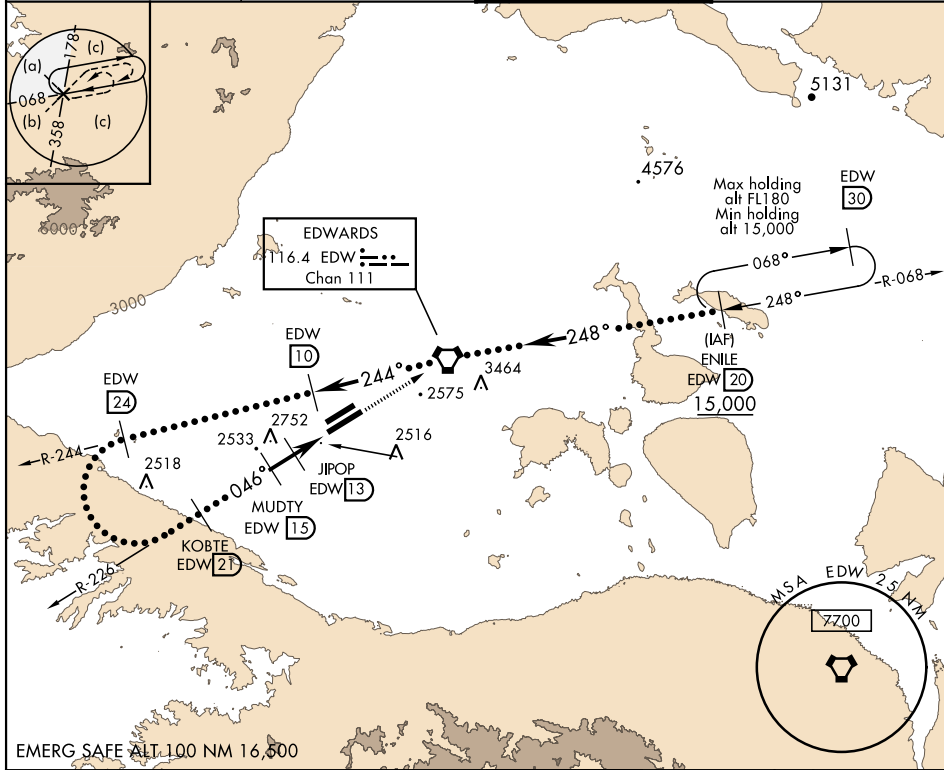 178
(c)
(a)
068
(b)
358
(c)
6000
3000
5131
4576
Max holding
alt FL180
Min holding
alt 15,000
EDW
30
068°
248°
R-068
EDWARDS
116.4 EDW
Chan 111
(IAF)
ENILE
EDW 20
15,000
248°
3464
2575
244°
EDW
10
EDW
24
R-244
2518
2533
2752
2516
046°
JIPOP
EDW 13
MUDTY
EDW 15
KOBTE
EDW 21
R-226
MSA EDW 25 NM
7700
EMERG SAFE ALT 100 NM 16,500